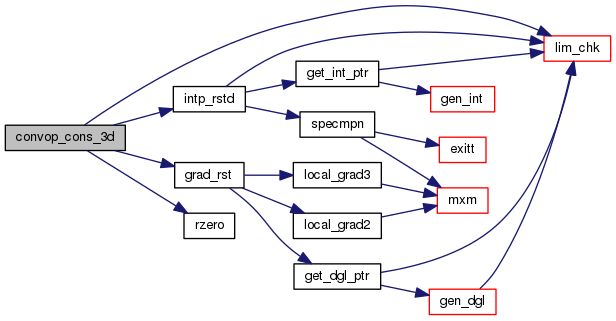 convop_cons_3d
intp_rstd
grad_rst
rzero
get_int_ptr
specmpn
local_grad3
local_grad2
get_dgl_ptr
lim_chk
gen_int
exitt
mxm
gen_dgl